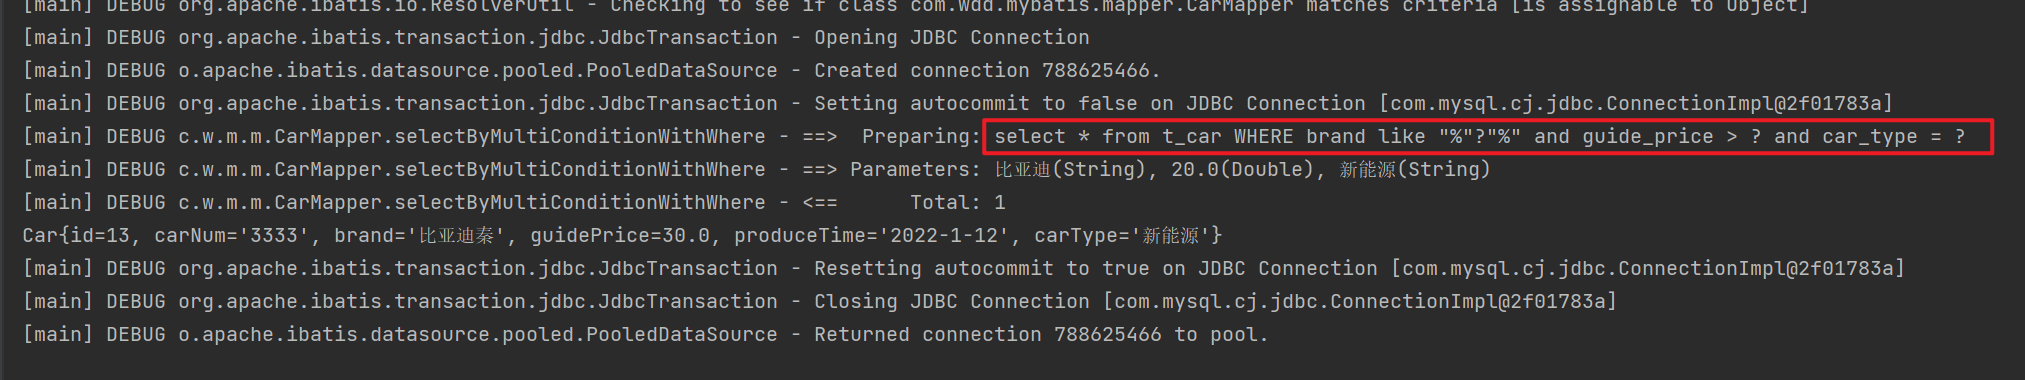 [main] DEBUG org.apache.ibatis.io.ResolverUtil - Checking to see if class com.wdd.mybatis.mapper.CarMapper matches criteria [is assignable to Object]
[main] DEBUG org.apache.ibatis.transaction.jdbc.JdbcTransaction - Opening JDBC Connection
[main] DEBUG o.apache.ibatis.datasource.pooled.PooledDataSource - Created connection 788625466.
[main] DEBUG org.apache.ibatis.transaction.jdbc.JdbcTransaction - Setting autocommit to false on JDBC Connection [com.mysql.cj.jdbc.ConnectionImpl@2f01783a]
[main] DEBUG c.w.m.m.CarMapper.selectByMultiConditionWithWhere - ==>  Preparing: select * from t_car WHERE brand like "%"?"%" and guide_price > ? and car_type = ?
[main] DEBUG c.w.m.m.CarMapper.selectByMultiConditionWithWhere - ==> Parameters: 比亚迪(String), 20.0(Double), 新能源(String)
[main] DEBUG c.w.m.m.CarMapper.selectByMultiConditionWithWhere - <==      Total: 1
Car{id=13, carNum='3333', brand='比亚迪秦', guidePrice=30.0, produceTime='2022-1-12', carType='新能源'}
[main] DEBUG org.apache.ibatis.transaction.jdbc.JdbcTransaction - Resetting autocommit to true on JDBC Connection [com.mysql.cj.jdbc.ConnectionImpl@2f01783a]
[main] DEBUG org.apache.ibatis.transaction.jdbc.JdbcTransaction - Closing JDBC Connection [com.mysql.cj.jdbc.ConnectionImpl@2f01783a]
[main] DEBUG o.apache.ibatis.datasource.pooled.PooledDataSource - Returned connection 788625466 to pool.